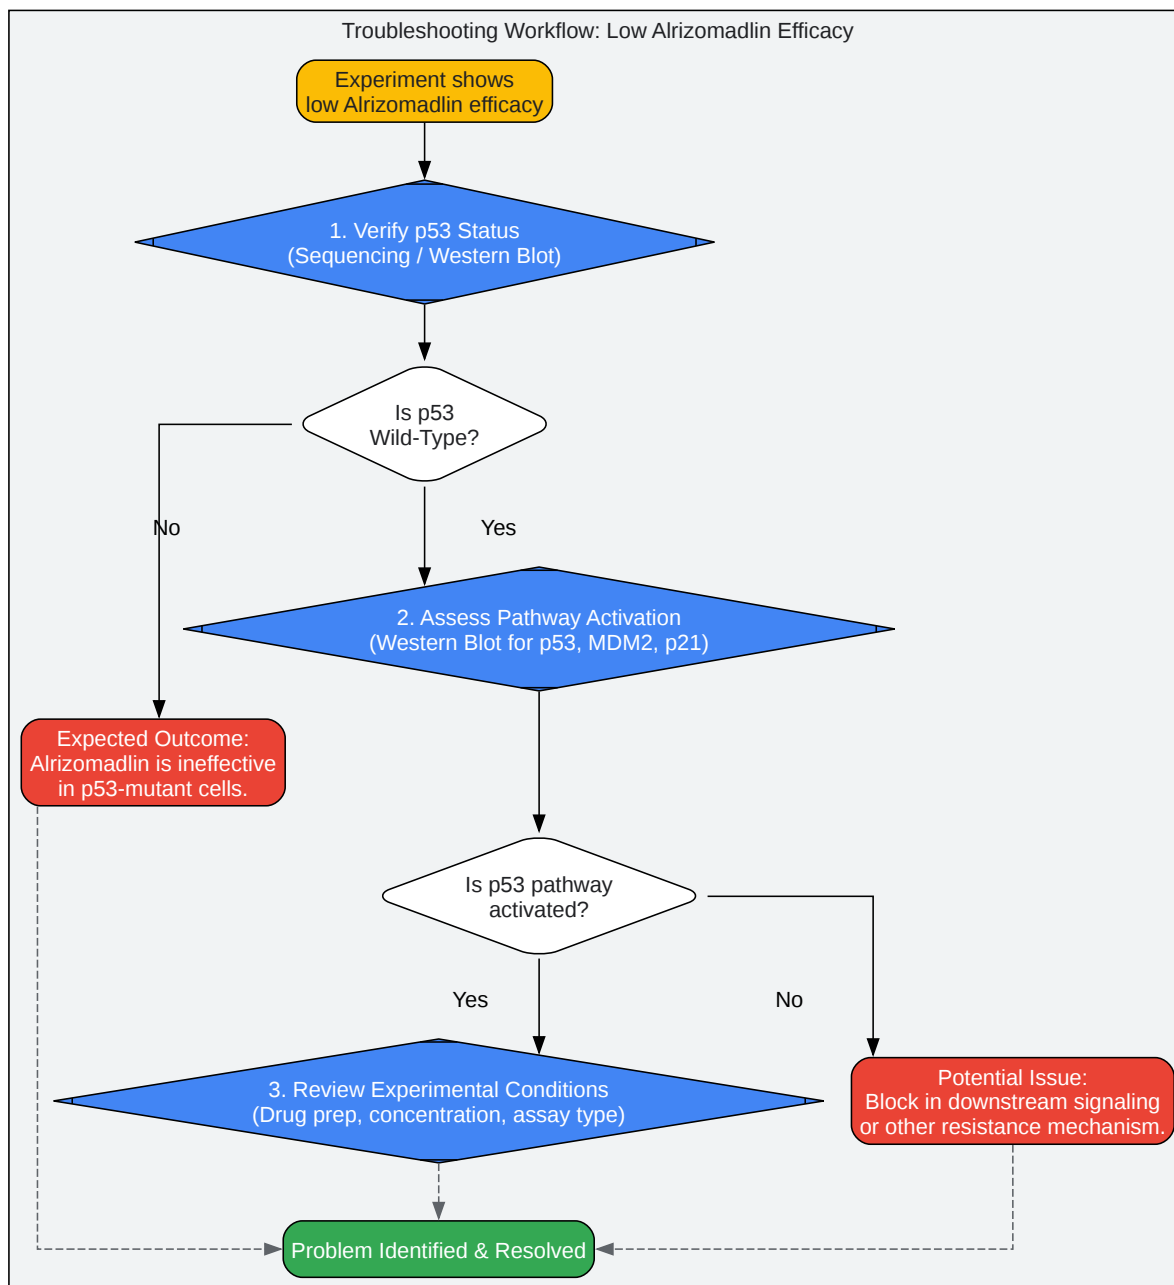 Troubleshooting Workflow: Low Alrizomadlin Efficacy
Experiment shows
low Alrizomadlin efficacy
1. Verify p53 Status
(Sequencing / Western Blot)
Is p53
Wild-Type?
No
Yes
2. Assess Pathway Activation
(Western Blot for p53, MDM2, p21)
Expected Outcome:
Alrizomadlin is ineffective
in p53-mutant cells.
Is p53 pathway
activated?
Yes
No
3. Review Experimental Conditions
(Drug prep, concentration, assay type)
Potential Issue:
Block in downstream signaling
or other resistance mechanism.
Problem Identified & Resolved